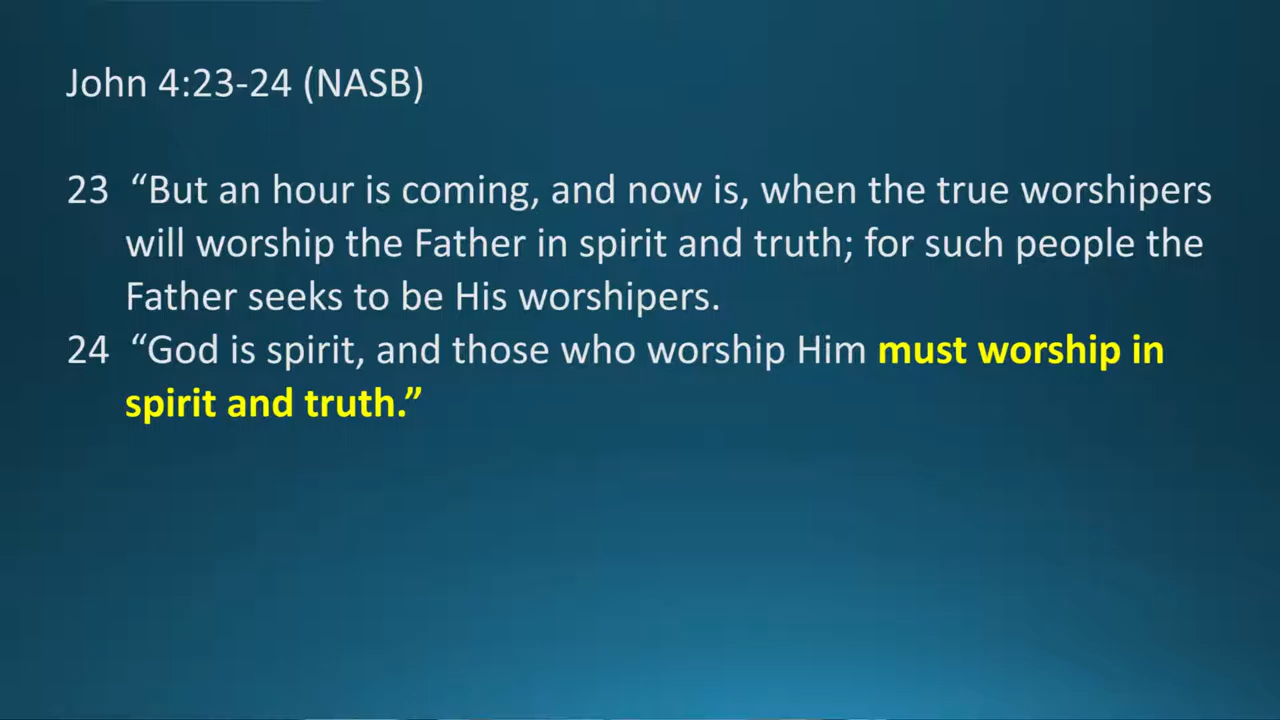 John 4:23-24 (NASB)
23 “But an hour is coming, and now is, when the true worshipers
will worship the Father in spirit and truth; for such people the
Father seeks to be His worshipers.
24 “God is spirit, and those who worship Him must worship in
spirit and truth.”